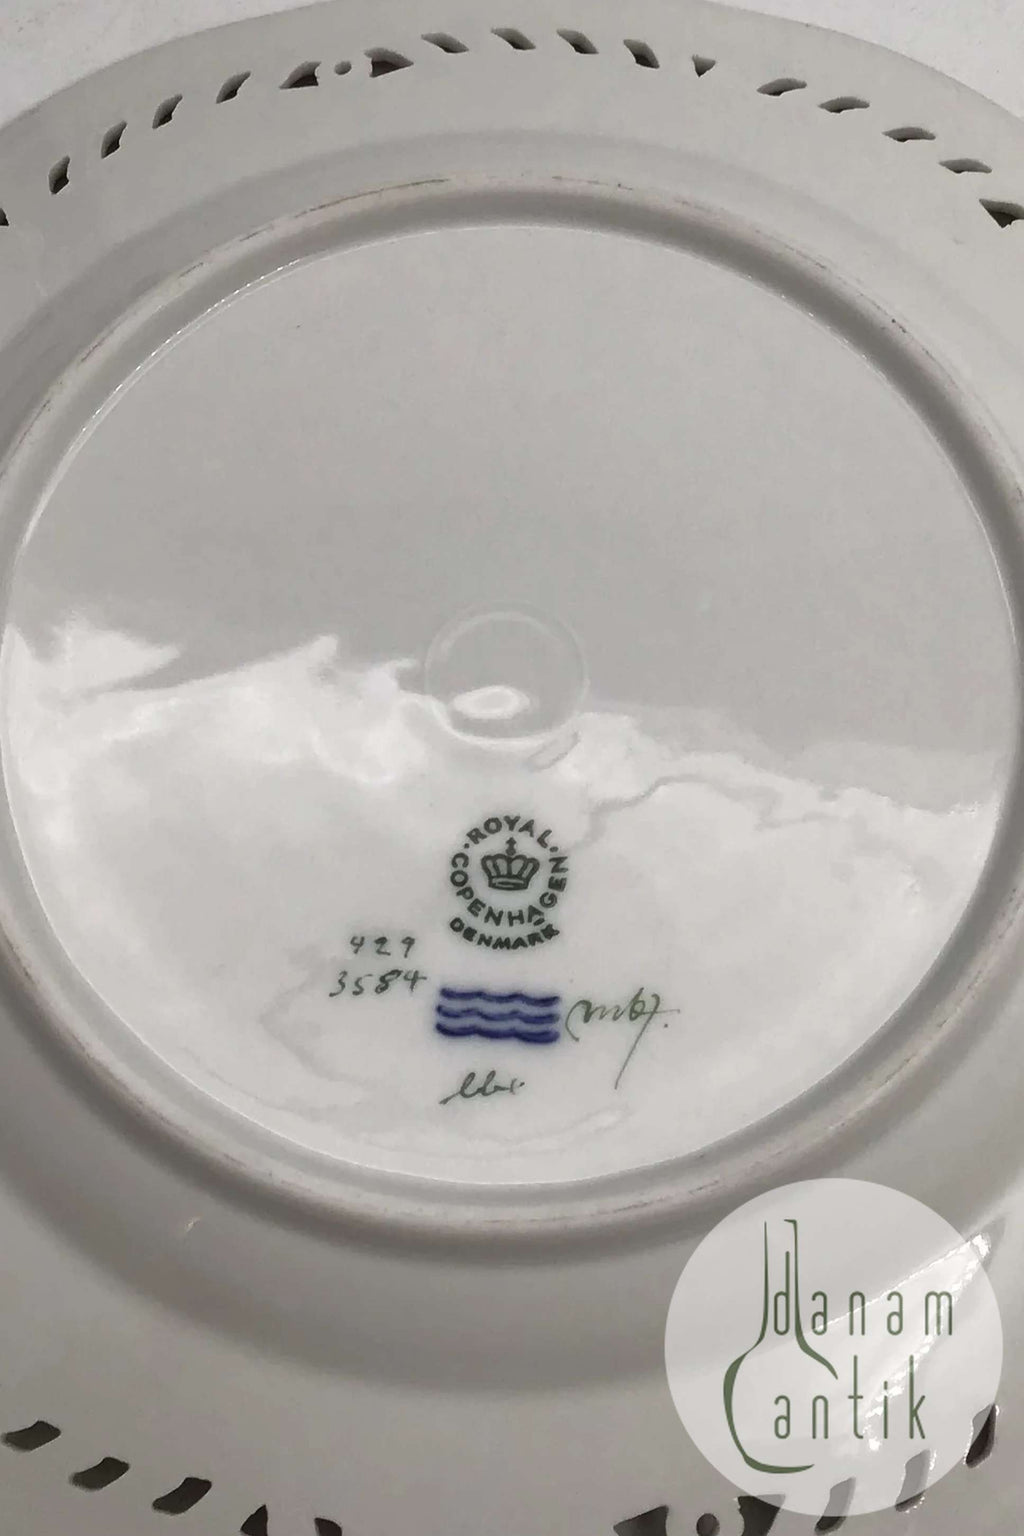 ROYAL COPENHAGEN
DENMARK
429
3584
danam
antik